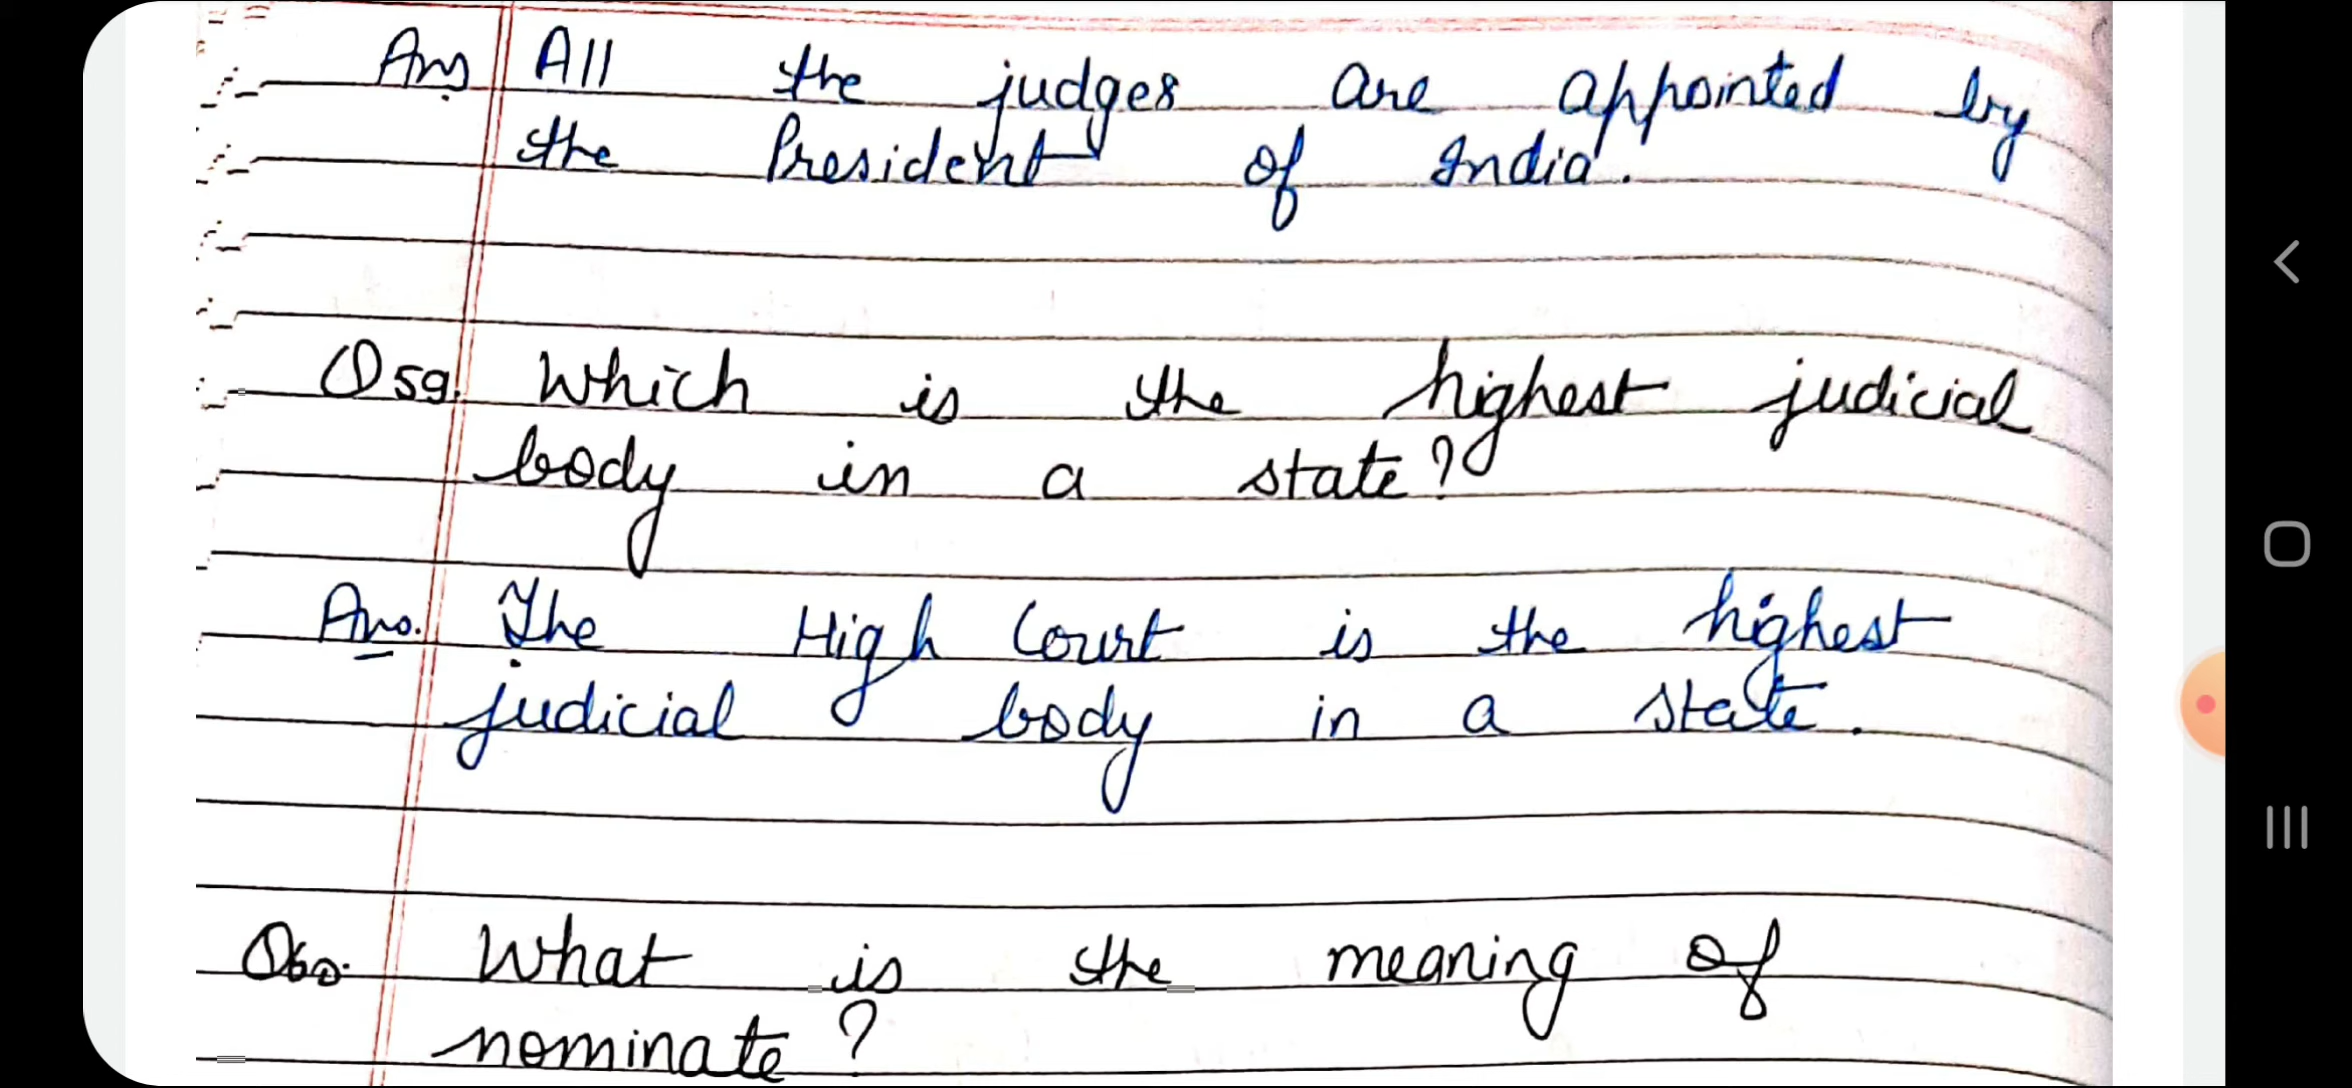 Ans All the judges are appointed by
the President of India.
Q59. Which is the highest judicial
body in a state?
Ans. The High Court is the highest
judicial body in a state.
Q60. What is the meaning of
nominate?